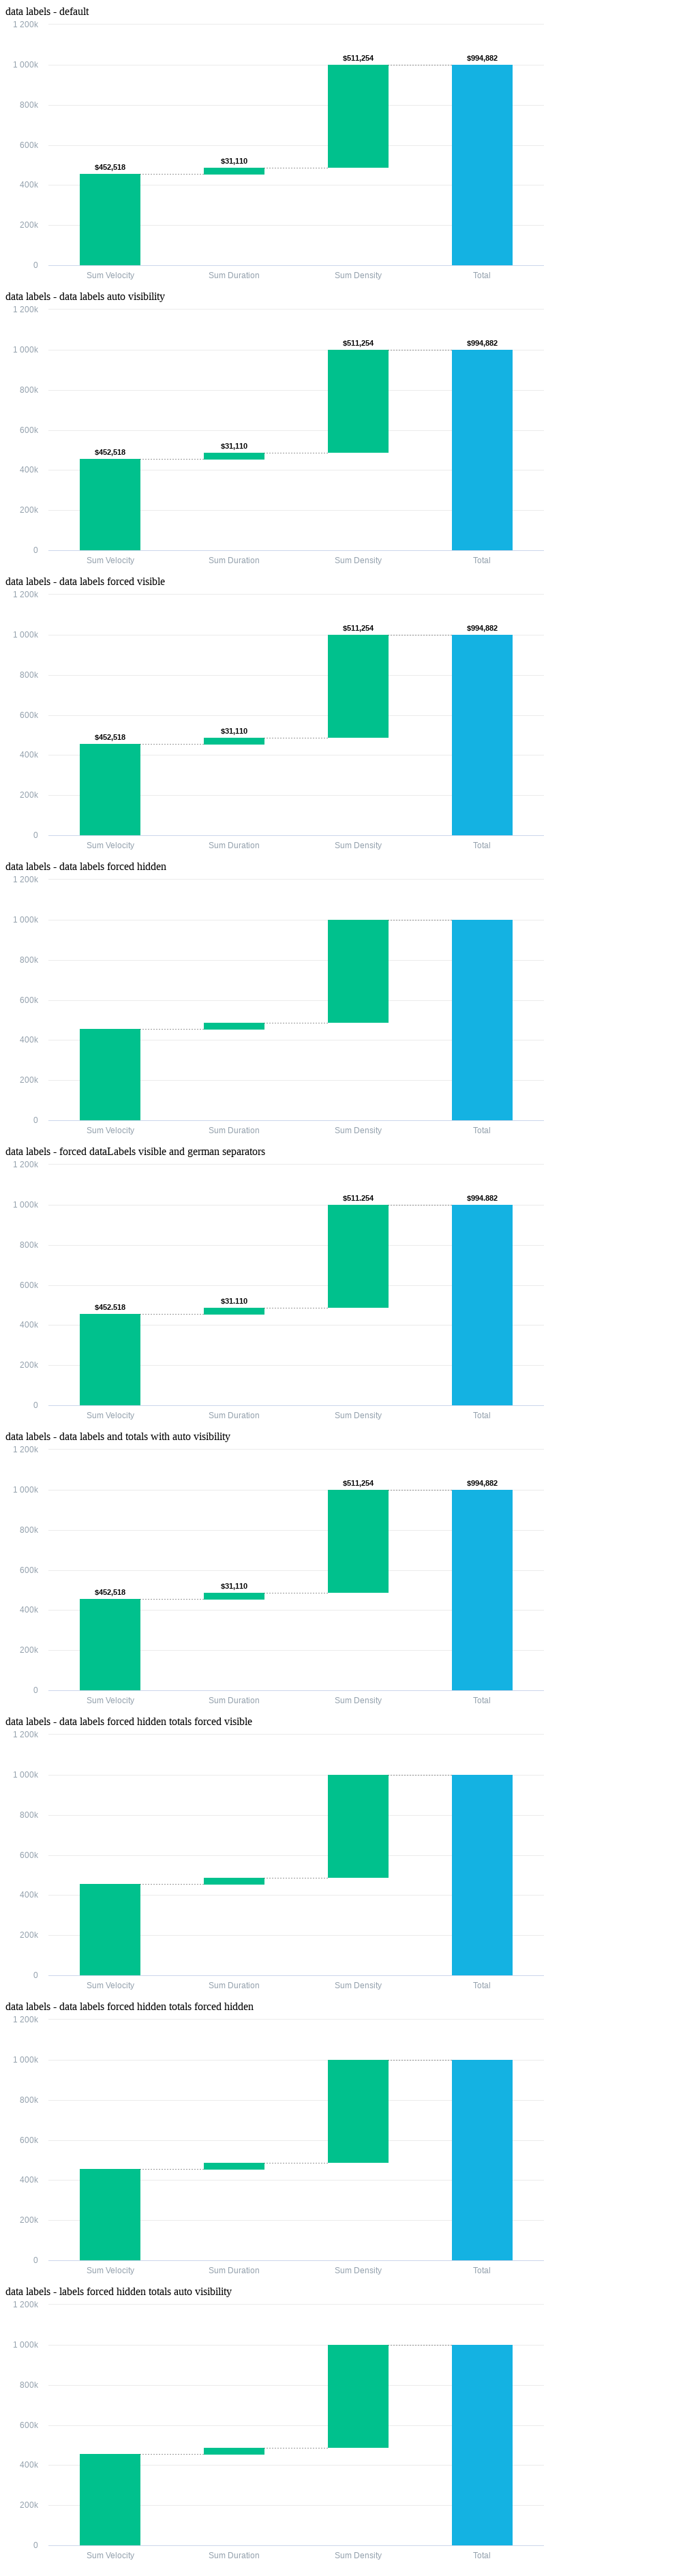 data labels - default
1 200k
$511,254 $994,882
1 000k
800k
600k
$452,518 $31,110
400k
200k
0
Sum Velocity Sum Duration Sum Density Total
data labels - data labels auto visibility
1 200k
$511,254 $994,882
1 000k
800k
600k
$452,518 $31,110
400k
200k
0
Sum Velocity Sum Duration Sum Density Total
data labels - data labels forced visible
1 200k
$511,254 $994,882
1 000k
800k
600k
$452,518 $31,110
400k
200k
0
Sum Velocity Sum Duration Sum Density Total
data labels - data labels forced hidden
1 200k
1 000k
800k
600k
400k
200k
0
Sum Velocity Sum Duration Sum Density Total
data labels - forced dataLabels visible and german separators
1 200k
$511.254 $994.882
1 000k
800k
600k
$452.518 $31.110
400k
200k
0
Sum Velocity Sum Duration Sum Density Total
data labels - data labels and totals with auto visibility
1 200k
$511,254 $994,882
1 000k
800k
600k
$452,518 $31,110
400k
200k
0
Sum Velocity Sum Duration Sum Density Total
data labels - data labels forced hidden totals forced visible
1 200k
1 000k
800k
600k
400k
200k
0
Sum Velocity Sum Duration Sum Density Total
data labels - data labels forced hidden totals forced hidden
1 200k
1 000k
800k
600k
400k
200k
0
Sum Velocity Sum Duration Sum Density Total
data labels - labels forced hidden totals auto visibility
1 200k
1 000k
800k
600k
400k
200k
0
Sum Velocity Sum Duration Sum Density Total